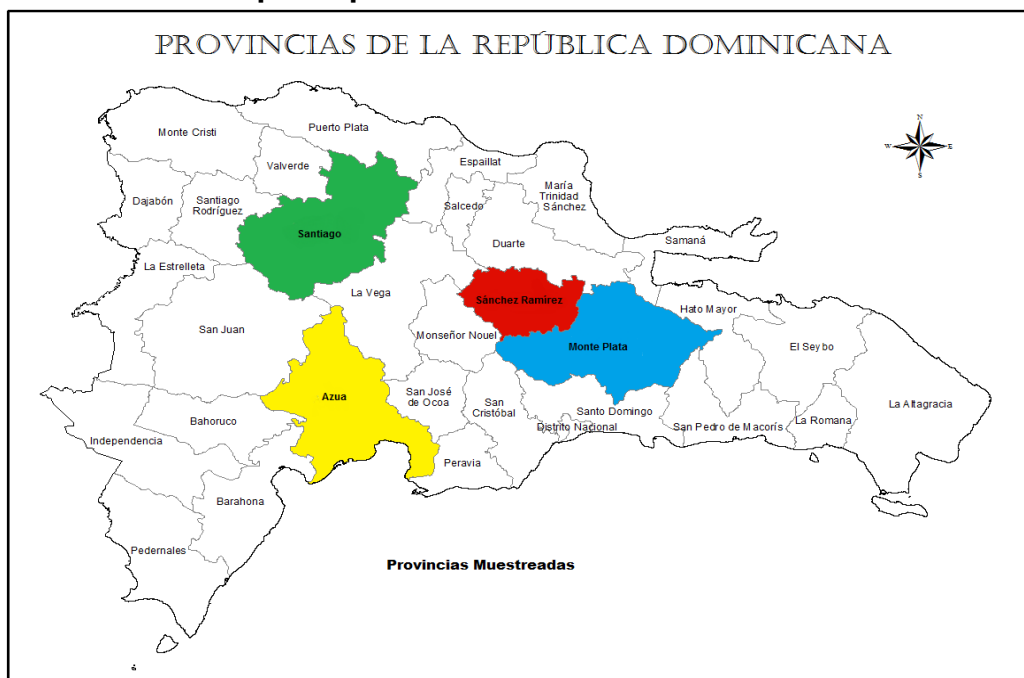 PROVINCIAS DE LA REPÚBLICA DOMINICANA
N
W
E
S
Monte Cristi
Puerto Plata
Valverde
Espaillat
Dajabón
Santiago
Rodríguez
Salcedo
María
Trinidad
Sánchez
Santiago
Duarte
Samaná
La Estrelleta
La Vega
Sánchez Ramírez
Hato Mayor
San Juan
Monseñor Nouel
Monte Plata
El Seybo
Azua
San José
de Ocoa
San
Cristóbal
Santo Domingo
La Altagracia
Bahoruco
Distrito Nacional
San Pedro de Macorís
La Romana
Independencia
Peravia
Barahona
Pedernales
Provincias Muestreadas